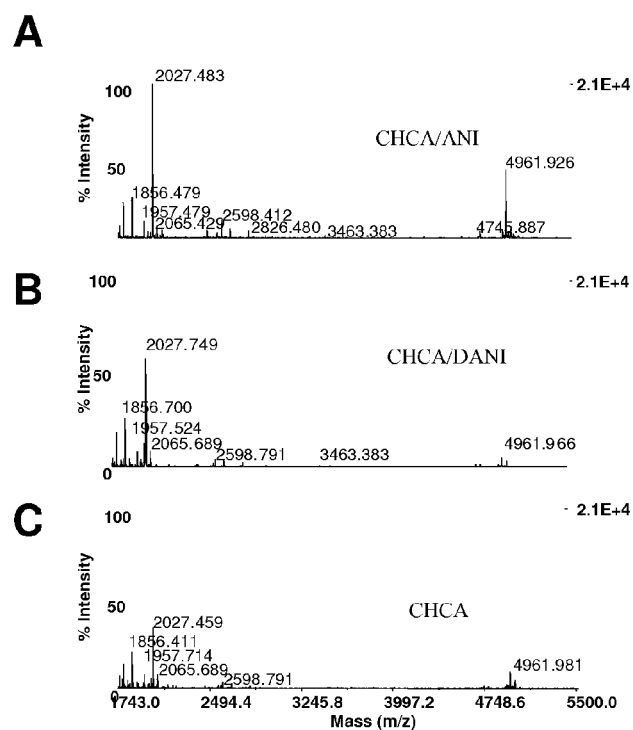 A
2027.483
100
2.1E+4
CHCA/ANI
% Intensity
50
4961.926
1856.479
1957.479
2598.412
2065.429
2826.480
3463.383
4745.887
B
100
2.1E+4
2027.749
CHCA/DANI
% Intensity
50
1856.700
1957.524
2065.689
2598.791
3463.383
4961.966
0
C
100
2.1E+4
% Intensity
50
CHCA
2027.459
1856.411
1957.714
2065.689
2598.791
4961.981
0
1743.0 2494.4 3245.8 3997.2 4748.6 5500.0
Mass (m/z)